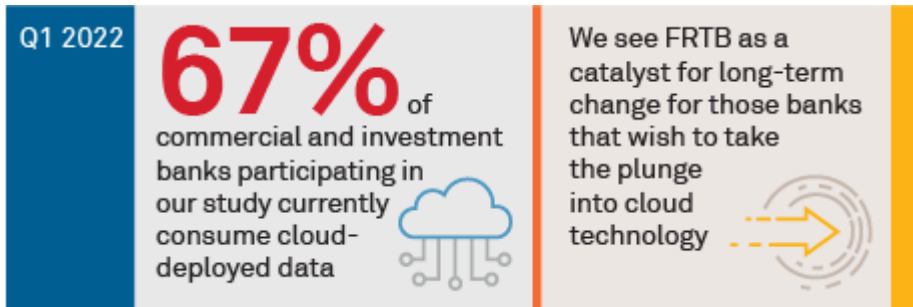 Q1 2022
67% of
commercial and investment
banks participating in
our study currently
consume cloud-
deployed data
We see FRTB as a
catalyst for long-term
change for those banks
that wish to take
the plunge
into cloud
technology